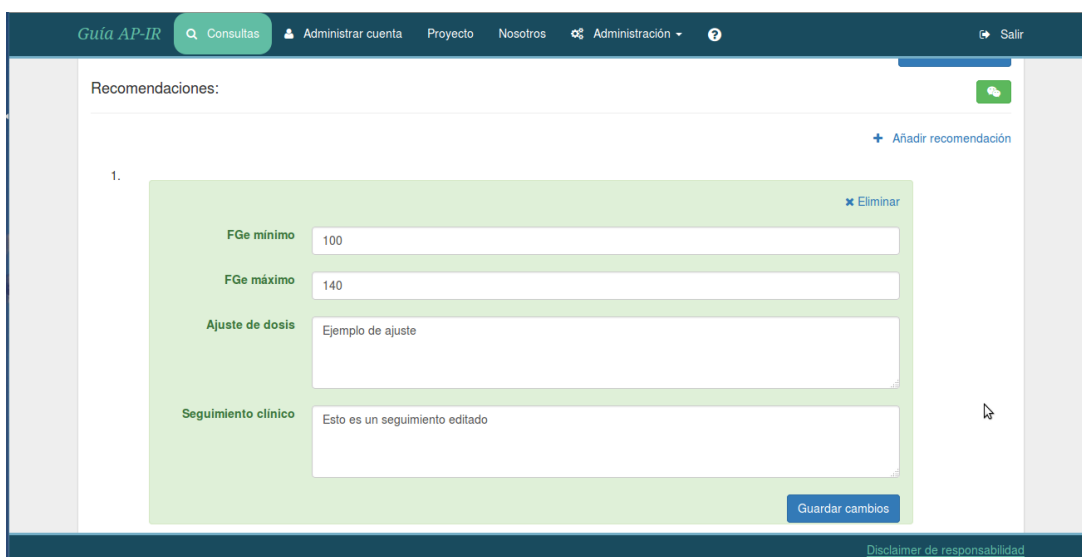 Guía AP-IR Consultas Administrar cuenta Proyecto Nosotros Administración Salir
Recomendaciones:
Añadir recomendación
1.
Eliminar
FGe mínimo 100
FGe máximo 140
Ajuste de dosis Ejemplo de ajuste
Seguimiento clínico Esto es un seguimiento editado
Guardar cambios
Disclaimer de responsabilidad